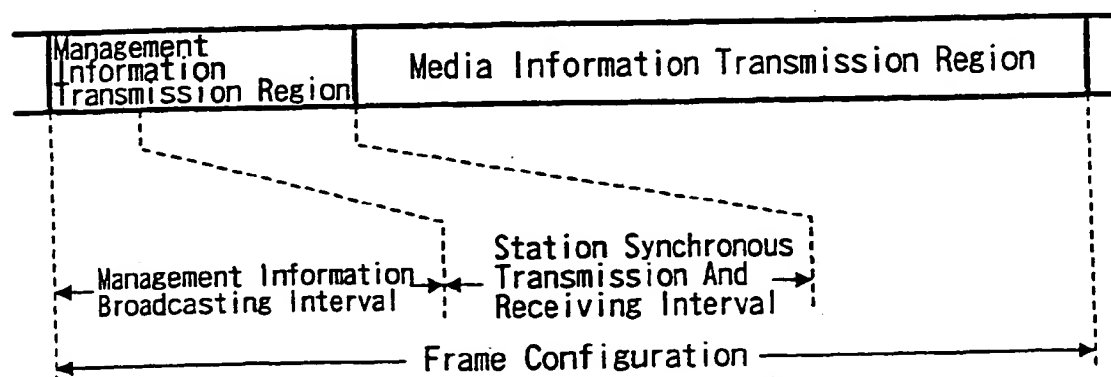 Management
Information
Transmission Region
Media Information Transmission Region
Management Information
Broadcasting Interval
Station Synchronous
Transmission And
Receiving Interval
Frame Configuration